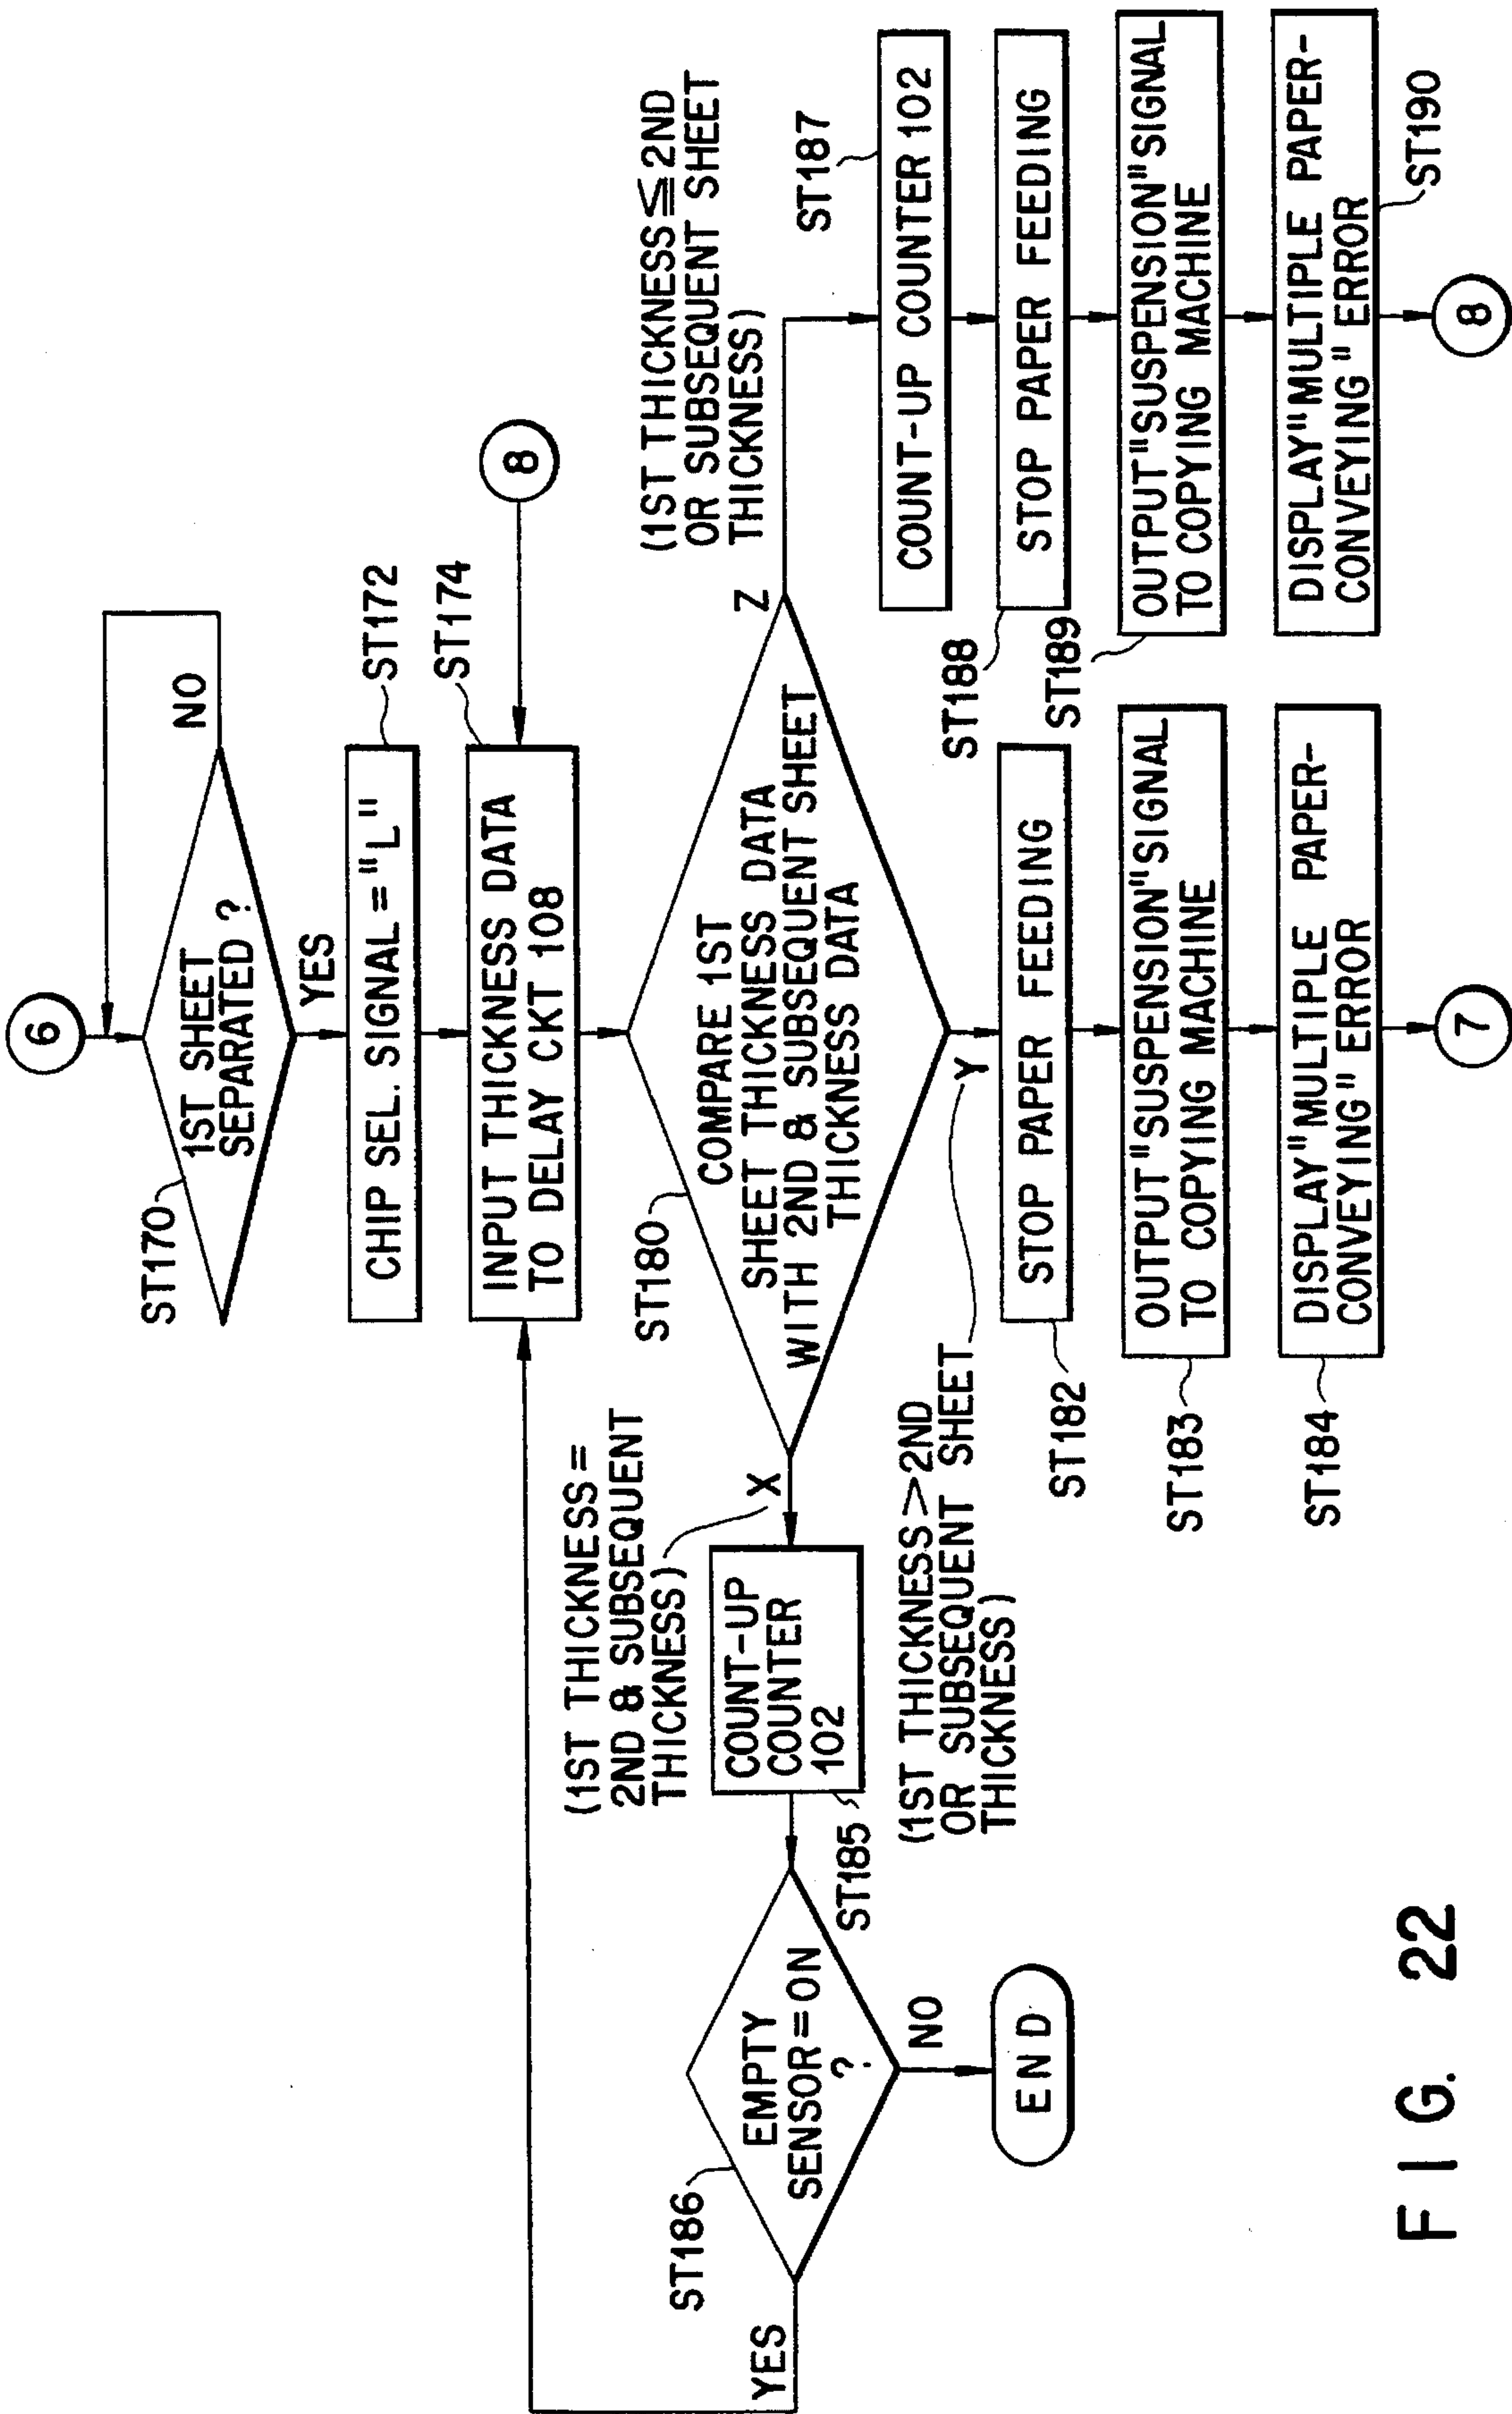 6
1ST SHEET
SEPARATED ?
ST170
NO
YES
CHIP SEL. SIGNAL = "L"
ST172
INPUT THICKNESS DATA
TO DELAY CKT 108
ST174
8
COMPARE 1ST
SHEET THICKNESS DATA
WITH 2ND & SUBSEQUENT SHEET
THICKNESS DATA
ST180
X
(1ST THICKNESS =
2ND & SUBSEQUENT
THICKNESS)
COUNT-UP
COUNTER
102
ST185
EMPTY
SENSOR = ON
?
ST186
YES
NO
END
Y
(1ST THICKNESS > 2ND
OR SUBSEQUENT SHEET
THICKNESS)
STOP PAPER FEEDING
ST182
OUTPUT "SUSPENSION" SIGNAL
TO COPYING MACHINE
ST183
DISPLAY "MULTIPLE PAPER-
CONVEYING" ERROR
ST184
7
Z
(1ST THICKNESS ≦ 2ND
OR SUBSEQUENT SHEET
THICKNESS)
COUNT-UP COUNTER 102
ST187
STOP PAPER FEEDING
ST188
OUTPUT "SUSPENSION" SIGNAL
TO COPYING MACHINE
ST189
DISPLAY "MULTIPLE PAPER-
CONVEYING" ERROR
ST190
8
FIG. 22